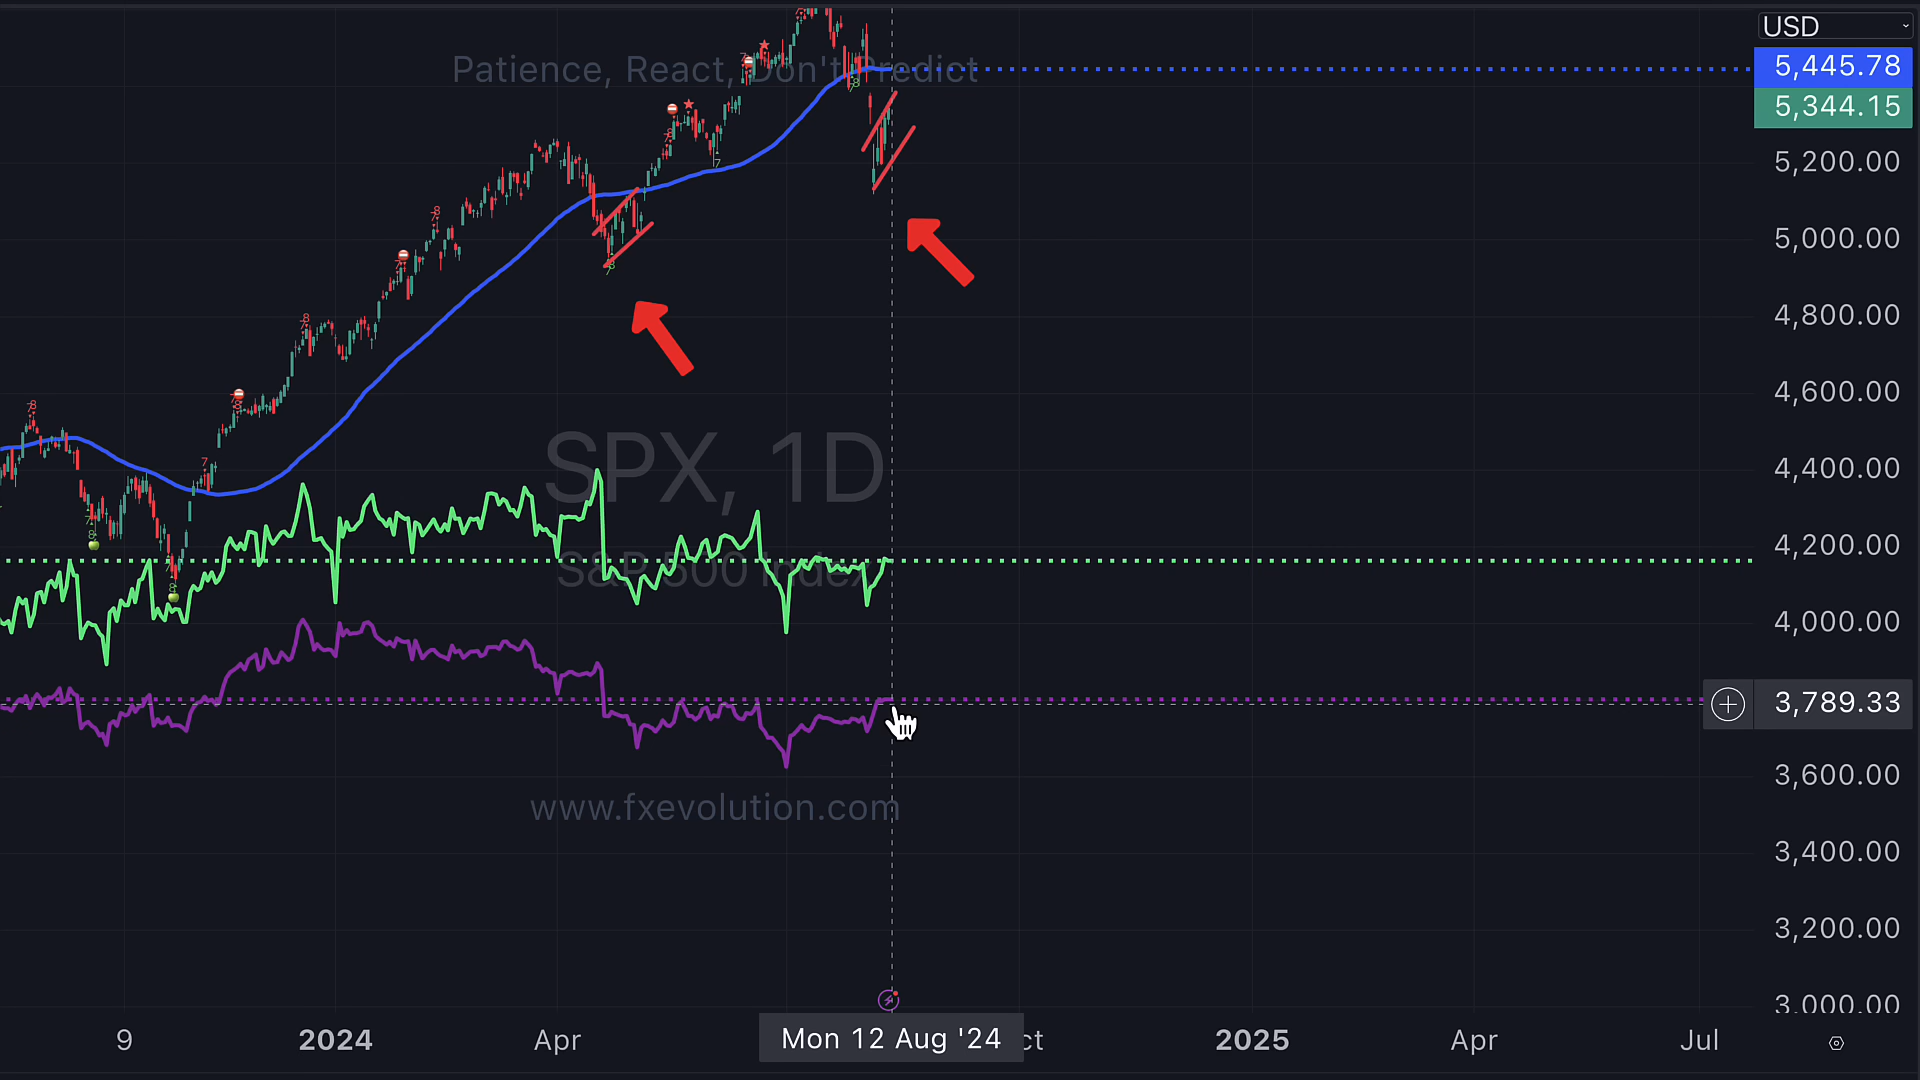 USD
Patience, React, Don't Predict
5,445.78
5,344.15
5,200.00
5,000.00
4,800.00
4,600.00
SPX, 1D
4,400.00
4,200.00
S&P 500 Index
4,000.00
3,789.33
3,600.00
www.fxevolution.com
3,400.00
3,200.00
3,000.00
9 2024 Apr Mon 12 Aug '24 ct 2025 Apr Jul